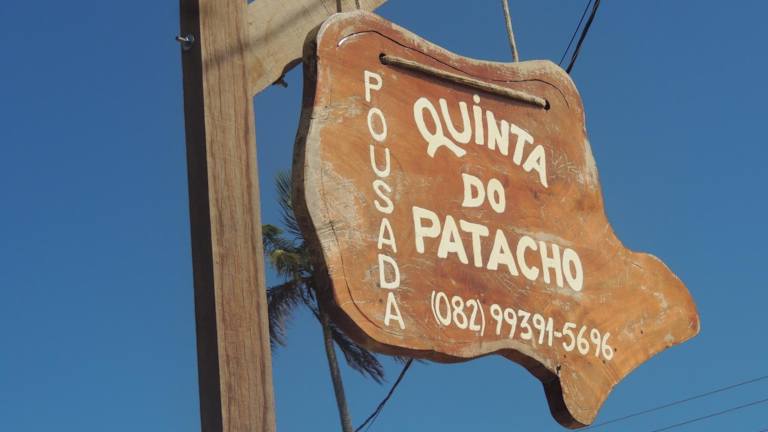 POUSADA
QUINTA
DO
PATACHO
(082) 99391-5696